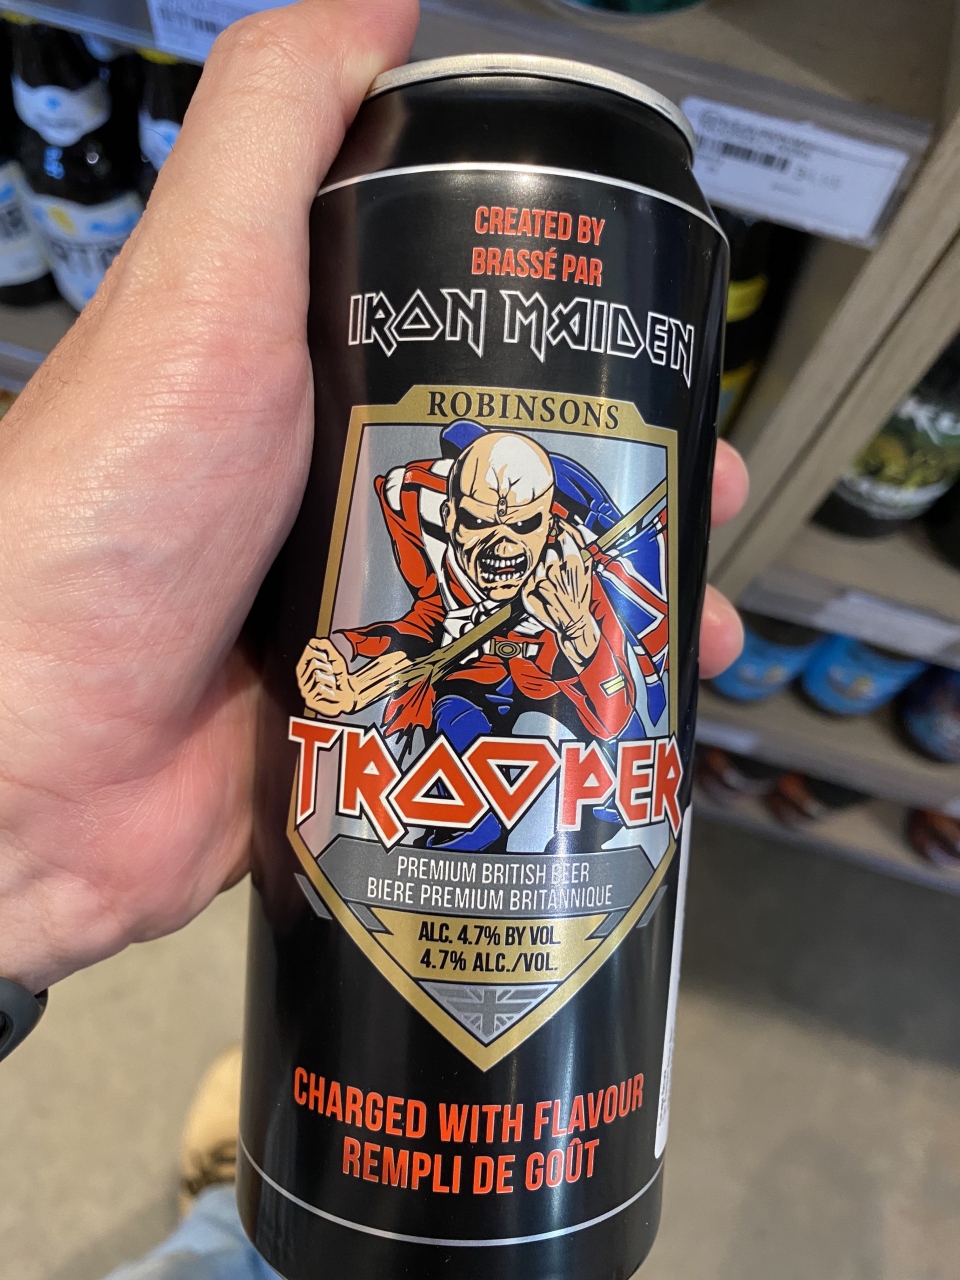 CREATED BY
BRASSÉ PAR
IRON MAIDEN
ROBINSONS
TROOPER
PREMIUM BRITISH BEER
BIERE PREMIUM BRITANNIQUE
ALC. 4.7% BY VOL.
4.7% ALC./VOL.
CHARGED WITH FLAVOUR
REMPLI DE GOÛT